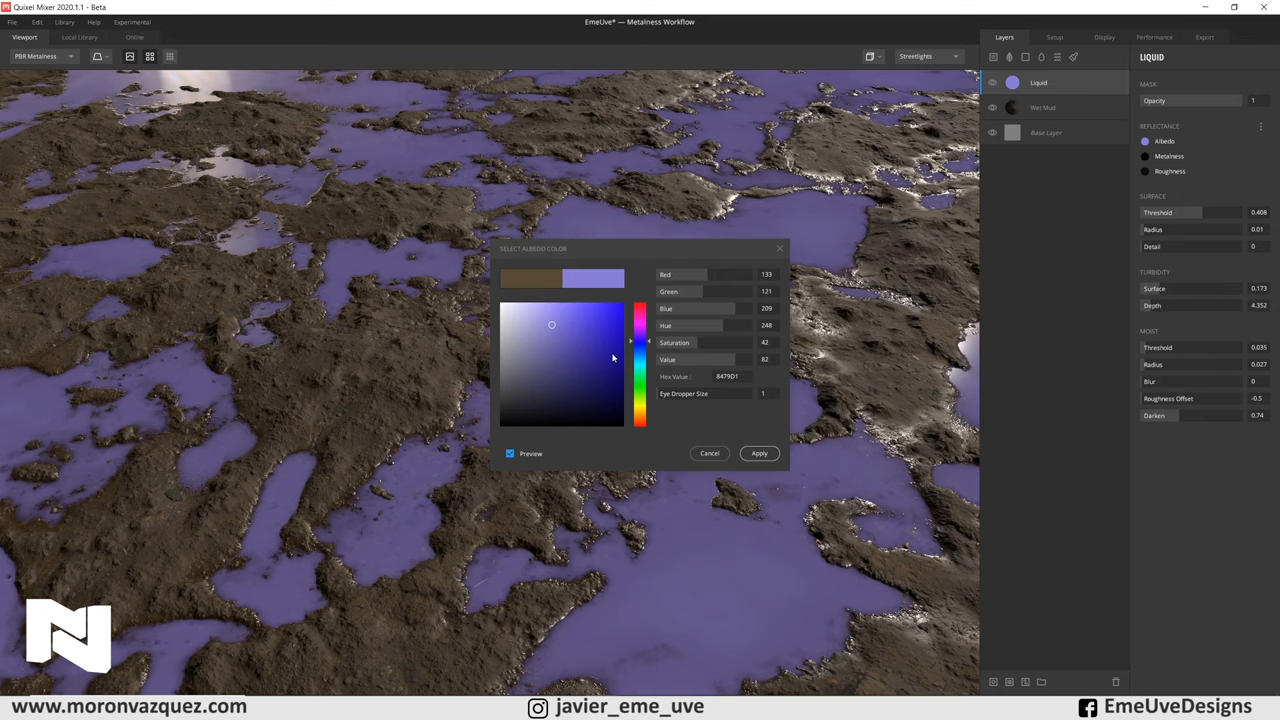 Quixel Mixer 2020.1.1 - Beta
File Edit Library Help Experimental
EmeUve* — Metalness Workflow
Viewport Local Library Online
Layers Setup Display Performance Export
PBR Metalness
Streetlights
LIQUID
Liquid
Wet Mud
Base Layer
MASK
Opacity 1
REFLECTANCE
Albedo
Metalness
Roughness
SURFACE
Threshold 0.408
Radius 0.01
Detail 0
TURBIDITY
Surface 0.173
Depth 4.352
MOIST
Threshold 0.035
Radius 0.027
Blur 0
Roughness Offset -0.5
Darken 0.74
SELECT ALBEDO COLOR
Red 133
Green 121
Blue 209
Hue 248
Saturation 42
Value 82
Hex Value : 8479D1
Eye Dropper Size 1
Preview
Cancel Apply
www.moronvazquez.com
javier_eme_uve
EmeUveDesigns